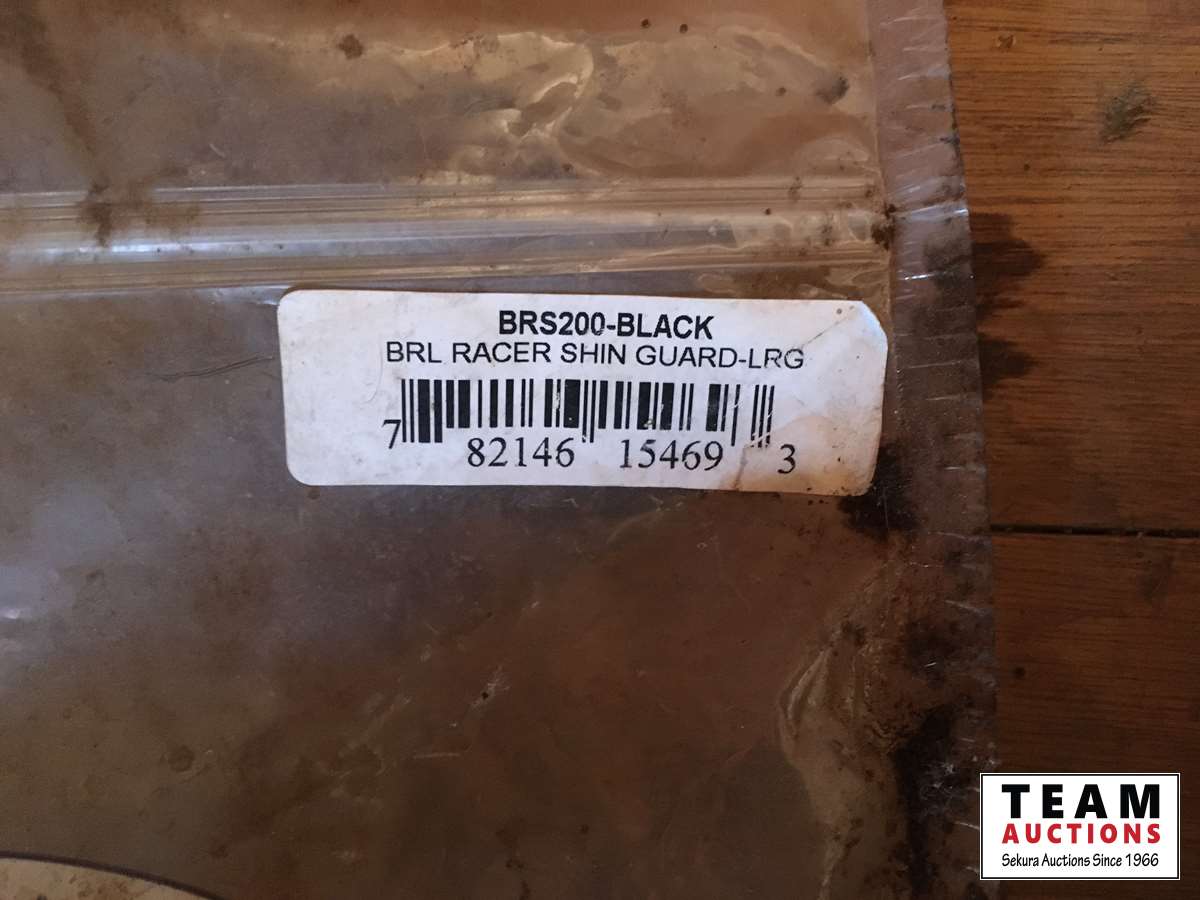 BRS200-BLACK
BRL RACER SHIN GUARD-LRG
7 82146 15469 3
TEAM
AUCTIONS
Sekura Auctions Since 1966